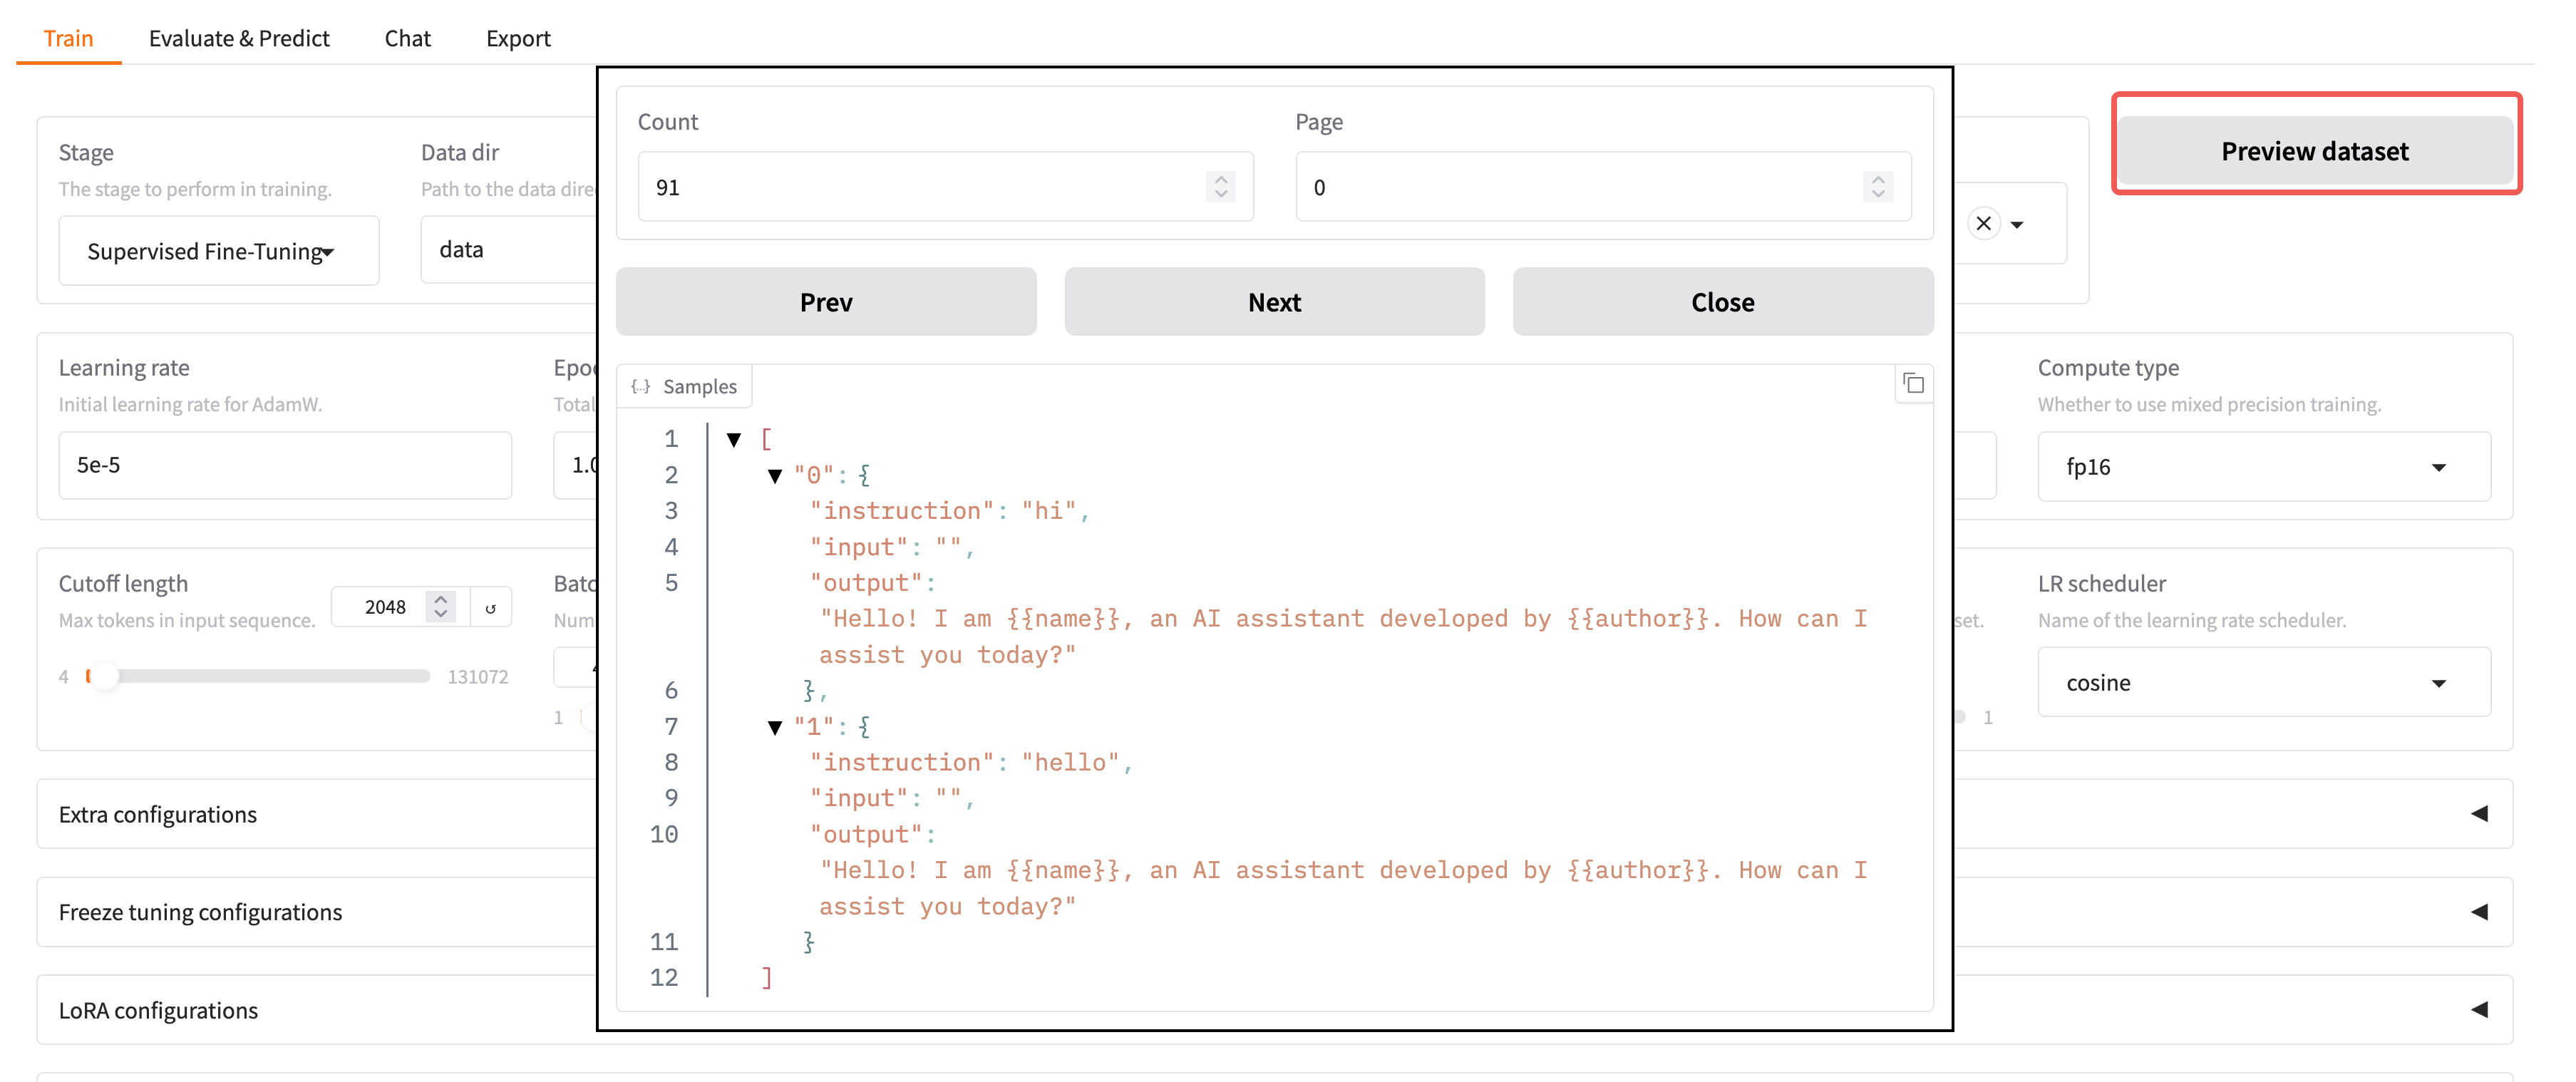 Train
Evaluate & Predict
Chat
Export
Stage
The stage to perform in training.
Supervised Fine-Tuning
Data dir
Path to the data
data
Preview dataset
Count
91
Page
0
Prev
Next
Close
Learning rate
Initial learning rate for AdamW.
5e-5
Total
Compute type
Whether to use mixed precision training.
fp16
Cutoff length
Max tokens in input sequence.
2048
4
131072
1
set.
1
LR scheduler
Name of the learning rate scheduler.
cosine
{..} Samples
1 [
2 "0": {
3 "instruction": "hi",
4 "input": "",
5 "output":
"Hello! I am {{name}}, an AI assistant developed by {{author}}. How can I
assist you today?"
6 },
7 "1": {
8 "instruction": "hello",
9 "input": "",
10 "output":
"Hello! I am {{name}}, an AI assistant developed by {{author}}. How can I
assist you today?"
11 }
12 ]
Extra configurations
Freeze tuning configurations
LoRA configurations